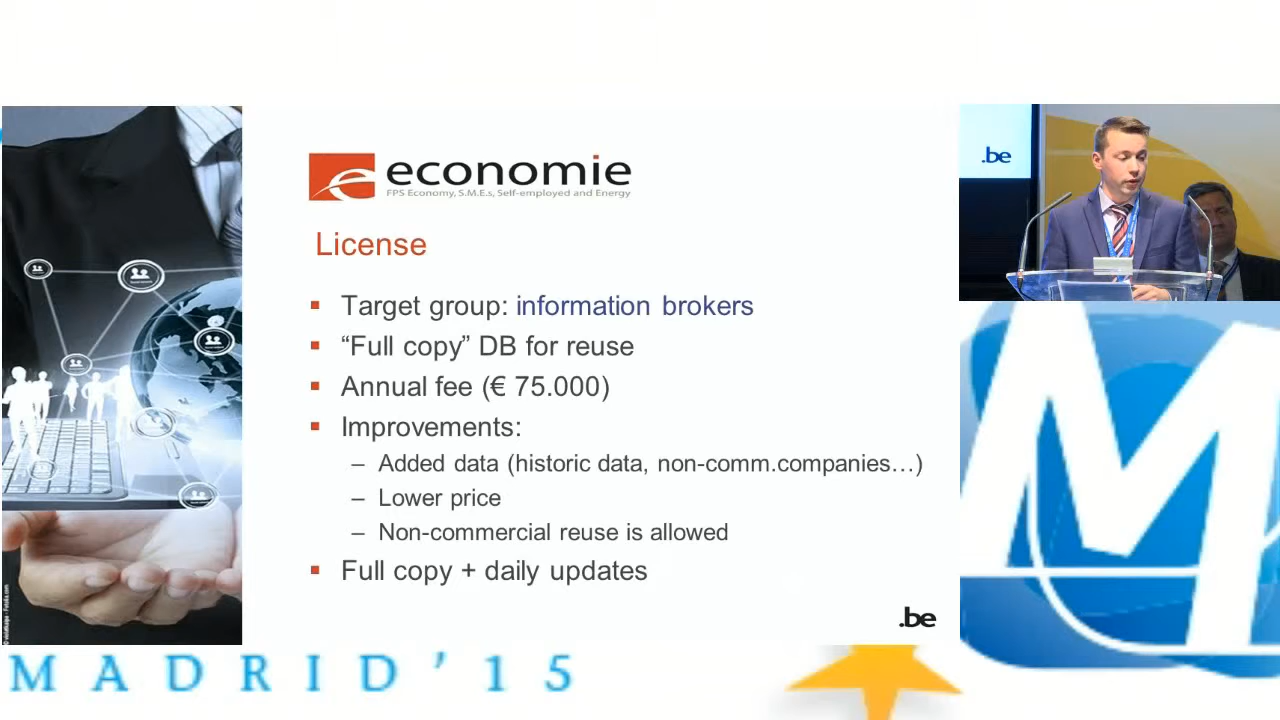 economie
FPS Economy, S.M.E.s, Self-employed and Energy
License
▪ Target group: information brokers
▪ “Full copy” DB for reuse
▪ Annual fee (€ 75.000)
▪ Improvements:
– Added data (historic data, non-comm.companies…)
– Lower price
– Non-commercial reuse is allowed
▪ Full copy + daily updates
.be
.be
M
MADRID’15